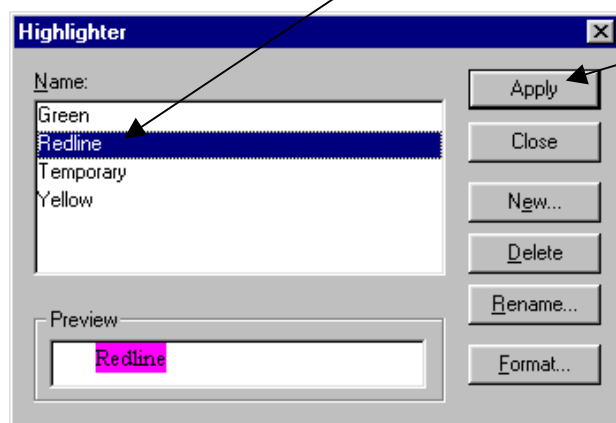 Highlighter
Name:
Green
Redline
Temporary
Yellow
Apply
Close
New...
Delete
Rename...
Format...
Preview
Redline